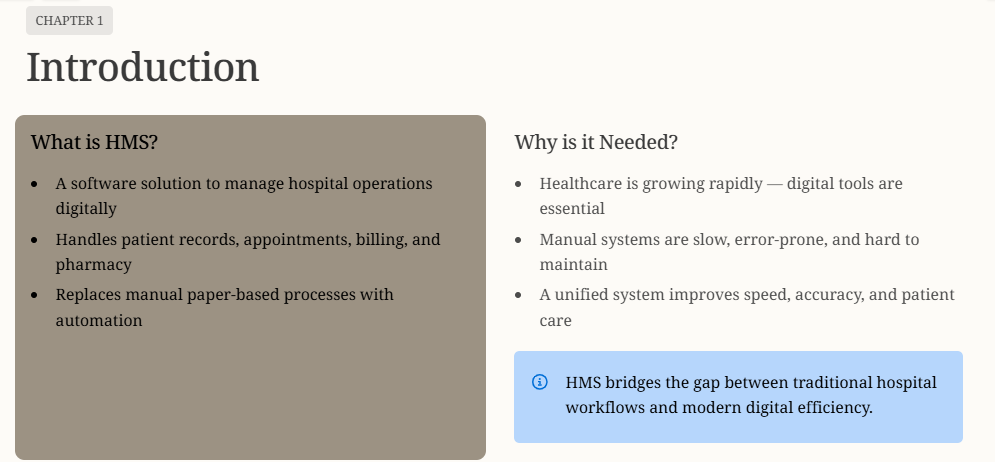 CHAPTER 1
Introduction
What is HMS?
• A software solution to manage hospital operations
digitally
• Handles patient records, appointments, billing, and
pharmacy
• Replaces manual paper-based processes with
automation
Why is it Needed?
• Healthcare is growing rapidly — digital tools are
essential
• Manual systems are slow, error-prone, and hard to
maintain
• A unified system improves speed, accuracy, and patient
care
HMS bridges the gap between traditional hospital
workflows and modern digital efficiency.